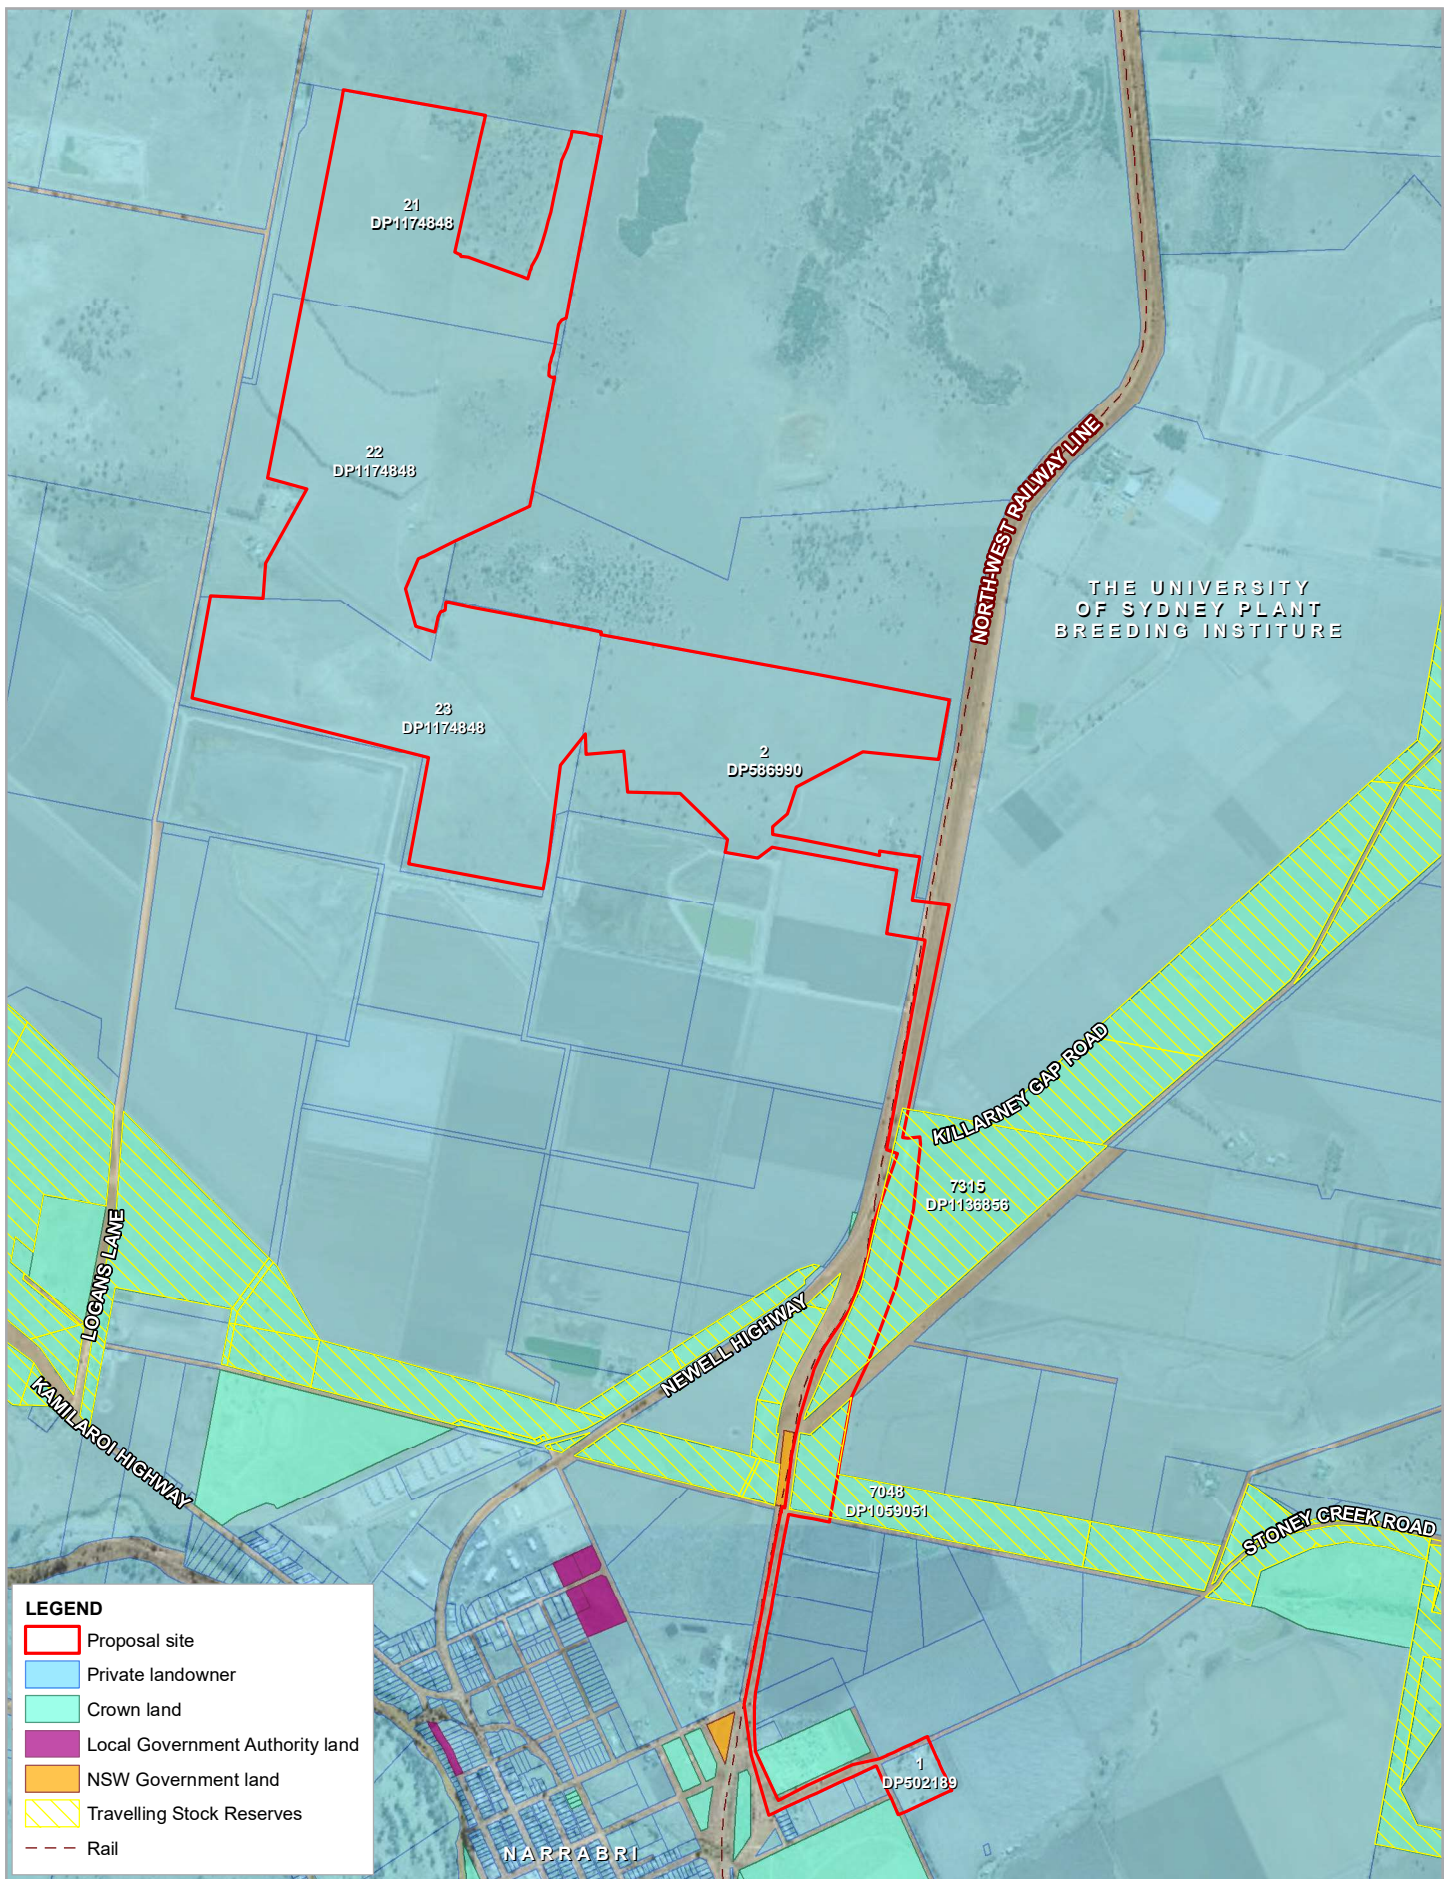 21
DP1174848
22
DP1174848
NORTH-WEST RAILWAY LINE
THE UNIVERSITY
OF SYDNEY PLANT
BREEDING INSTITURE
23
DP1174848
2
DP586990
KILLARNEY GAP ROAD
7315
DP1136856
LOGANS LANE
NEWELL HIGHWAY
KAMILAROI HIGHWAY
7048
DP1059051
STONEY CREEK ROAD
1
DP502189
NARRABRI
LEGEND
Proposal site
Private landowner
Crown land
Local Government Authority land
NSW Government land
Travelling Stock Reserves
Rail